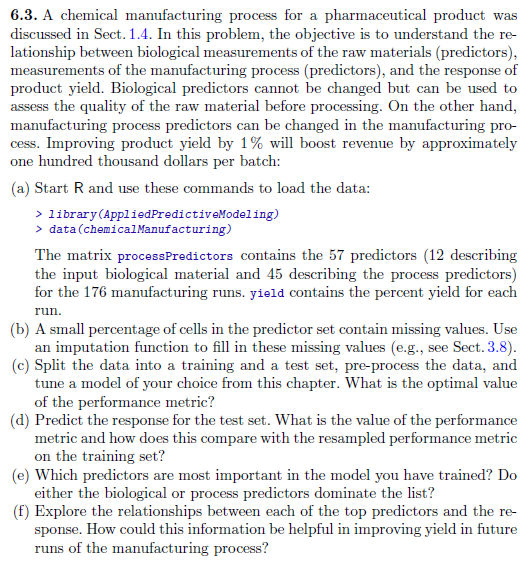 6.3. A chemical manufacturing process for a pharmaceutical product was
discussed in Sect. 1.4. In this problem, the objective is to understand the re-
lationship between biological measurements of the raw materials (predictors),
measurements of the manufacturing process (predictors), and the response of
product yield. Biological predictors cannot be changed but can be used to
assess the quality of the raw material before processing. On the other hand,
manufacturing process predictors can be changed in the manufacturing pro-
cess. Improving product yield by 1 % will boost revenue by approximately
one hundred thousand dollars per batch:
(a) Start R and use these commands to load the data:
> library(AppliedPredictiveModeling)
> data(chemicalManufacturing)
The matrix processPredictors contains the 57 predictors (12 describing
the input biological material and 45 describing the process predictors)
for the 176 manufacturing runs. yield contains the percent yield for each
run.
(b) A small percentage of cells in the predictor set contain missing values. Use
an imputation function to fill in these missing values (e.g., see Sect. 3.8).
(c) Split the data into a training and a test set, pre-process the data, and
tune a model of your choice from this chapter. What is the optimal value
of the performance metric?
(d) Predict the response for the test set. What is the value of the performance
metric and how does this compare with the resampled performance metric
on the training set?
(e) Which predictors are most important in the model you have trained? Do
either the biological or process predictors dominate the list?
(f) Explore the relationships between each of the top predictors and the re-
sponse. How could this information be helpful in improving yield in future
runs of the manufacturing process?